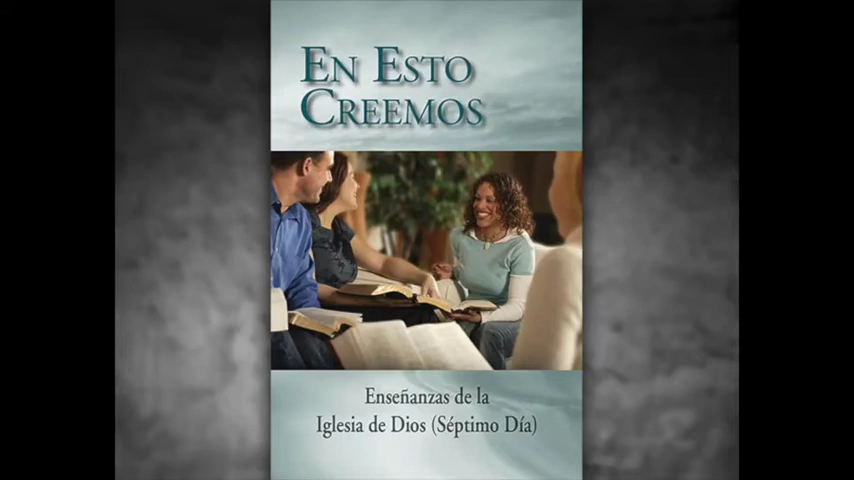 En Esto
Creemos
Enseñanzas de la
Iglesia de Dios (Séptimo Día)